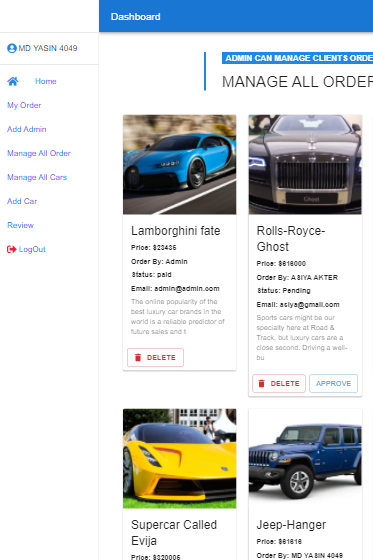 Dashboard
MD YASIN 4049
Home
My Order
Add Admin
Manage All Order
Manage All Cars
Add Car
Review
LogOut
ADMIN CAN MANAGE CLIENTS ORDE
MANAGE ALL ORDER
Lamborghini fate
Price: $23435
Order By: Admin
Status: paid
Email: admin@admin.com
The online popularity of the
best luxury car brands in the
world is a reliable predictor of
future sales and t
DELETE
Ghost
Rolls-Royce-
Ghost
Price: $616000
Order By: ASIYA AKTER
Status: Pending
Email: asiya@gmail.com
Sports cars might be our
specialty here at Road &
Track, but luxury cars are a
close second. Driving a well-
bu
DELETE
APPROVE
Supercar Called
Evija
Price: $320005
Jeep-Hanger
Price: $61616
Order By: MD YASIN 4049